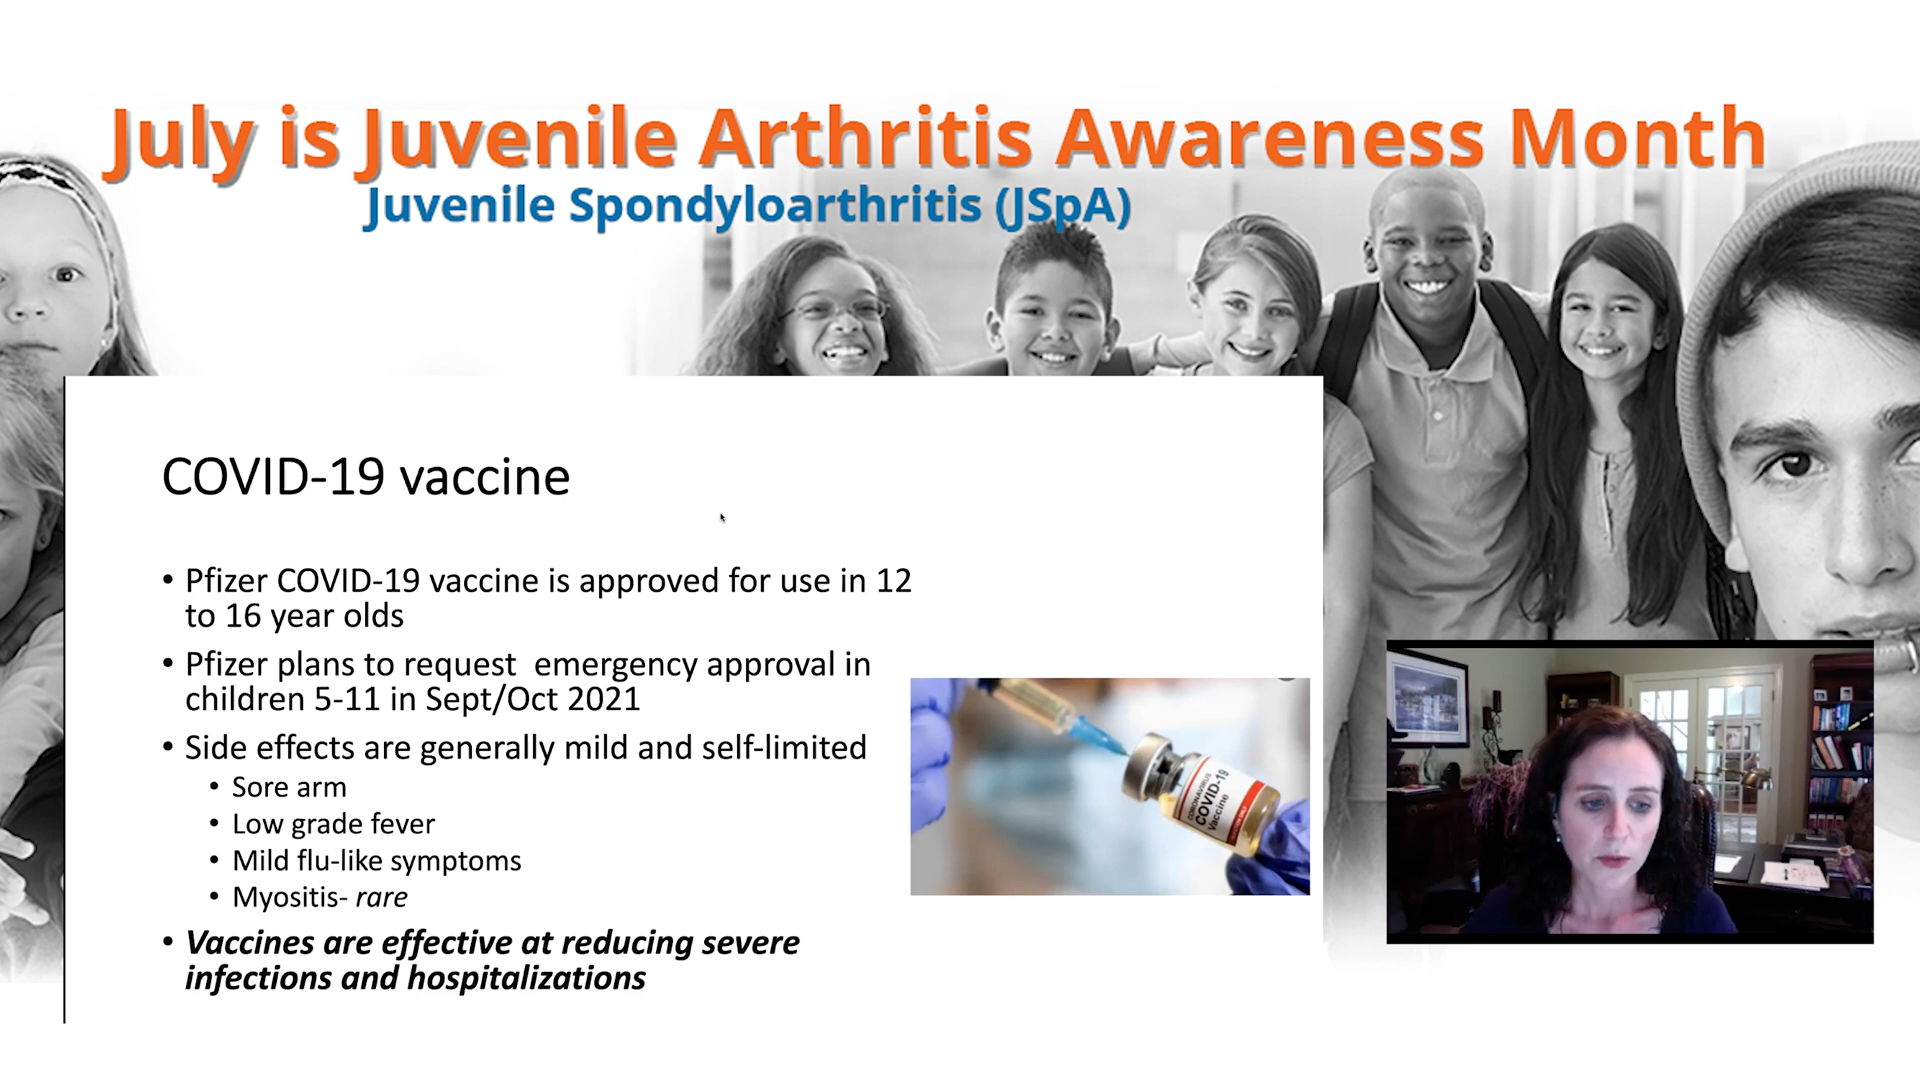 July is Juvenile Arthritis Awareness Month
Juvenile Spondyloarthritis (JSpA)
COVID-19 vaccine
• Pfizer COVID-19 vaccine is approved for use in 12
to 16 year olds
• Pfizer plans to request  emergency approval in
children 5-11 in Sept/Oct 2021
• Side effects are generally mild and self-limited
• Sore arm
• Low grade fever
• Mild flu-like symptoms
• Myositis- rare
• Vaccines are effective at reducing severe
infections and hospitalizations
CORONAVIRUS
COVID-19
Vaccine